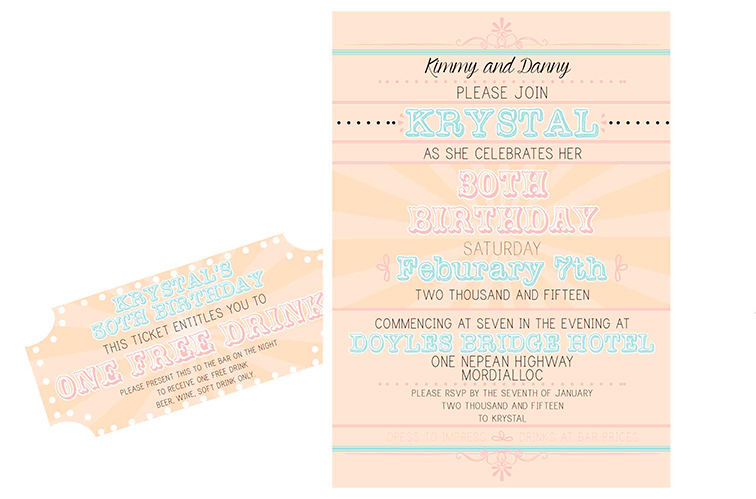 Kimmy and Danny
PLEASE JOIN
KRYSTAL
AS SHE CELEBRATES HER
30TH
BIRTHDAY
SATURDAY
Feburary 7th
TWO THOUSAND AND FIFTEEN
COMMENCING AT SEVEN IN THE EVENING AT
DOYLES BRIDGE HOTEL
ONE NEPEAN HIGHWAY
MORDIALLOC
PLEASE RSVP BY THE SEVENTH OF JANUARY
TWO THOUSAND AND FIFTEEN
TO KRYSTAL
DRESS TO IMPRESS DRINKS AT BAR PRICES
KRYSTAL'S
30TH BIRTHDAY
THIS TICKET ENTITLES YOU TO
ONE FREE DRINK
PLEASE PRESENT THIS TO THE BAR ON THE NIGHT
TO RECEIVE ONE FREE DRINK
BEER, WINE, SOFT DRINK ONLY.